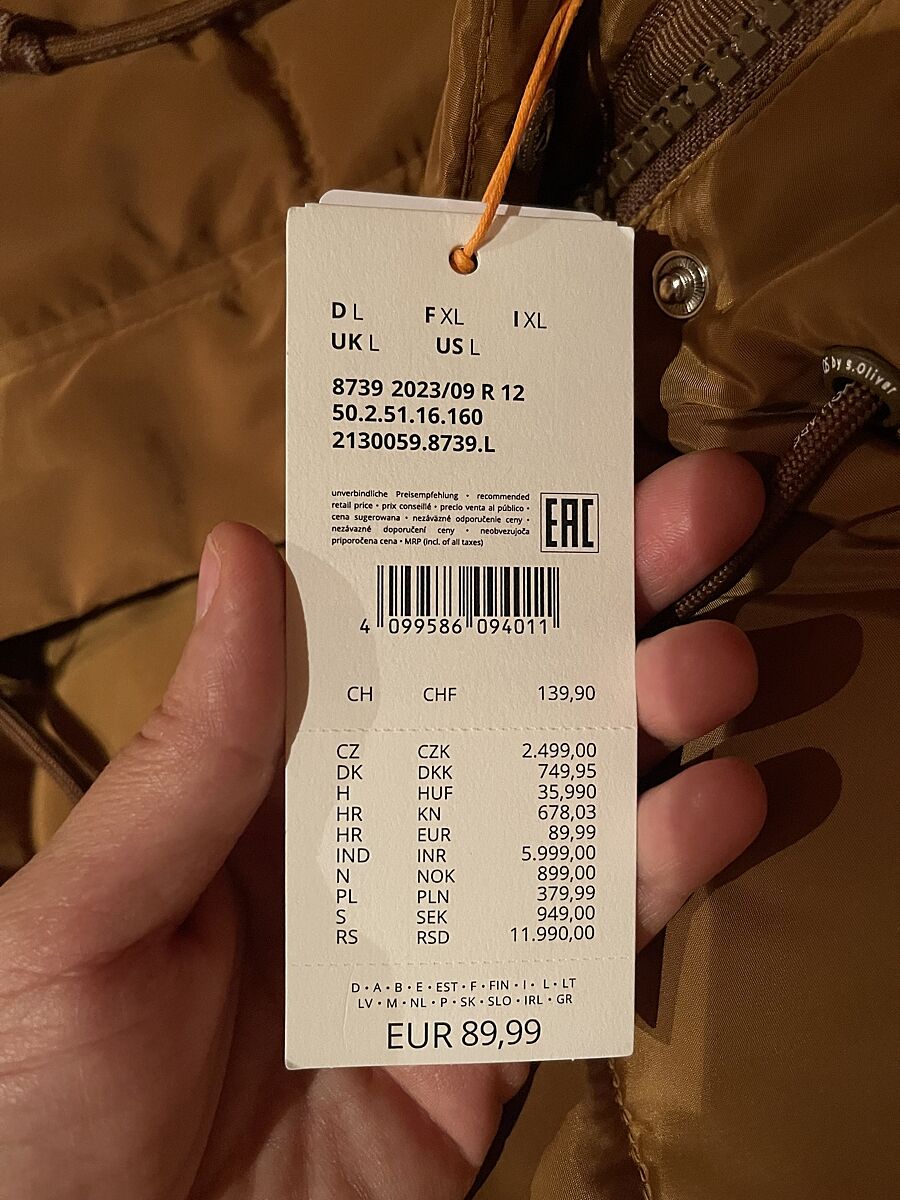 D L F XL I XL
UK L US L
8739 2023/09 R 12
50.2.51.16.160
2130059.8739.L
unverbindliche Preisempfehlung • recommended
retail price • prix conseillé • precio venta al público •
cena sugerowana • nezáväzné odporučenie ceny •
nezávazné doporučení ceny • neobvezujoča
priporočena cena • MRP (incl. of all taxes)
EAC
4 099586 094011
CH CHF 139,90
CZ CZK 2.499,00
DK DKK 749,95
H HUF 35,990
HR KN 678,03
HR EUR 89,99
IND INR 5.999,00
N NOK 899,00
PL PLN 379,99
S SEK 949,00
RS RSD 11.990,00
D • A • B • E • EST • F • FIN • I • L • LT
LV • M • NL • P • SK • SLO • IRL • GR
EUR 89,99
by s.Oliver